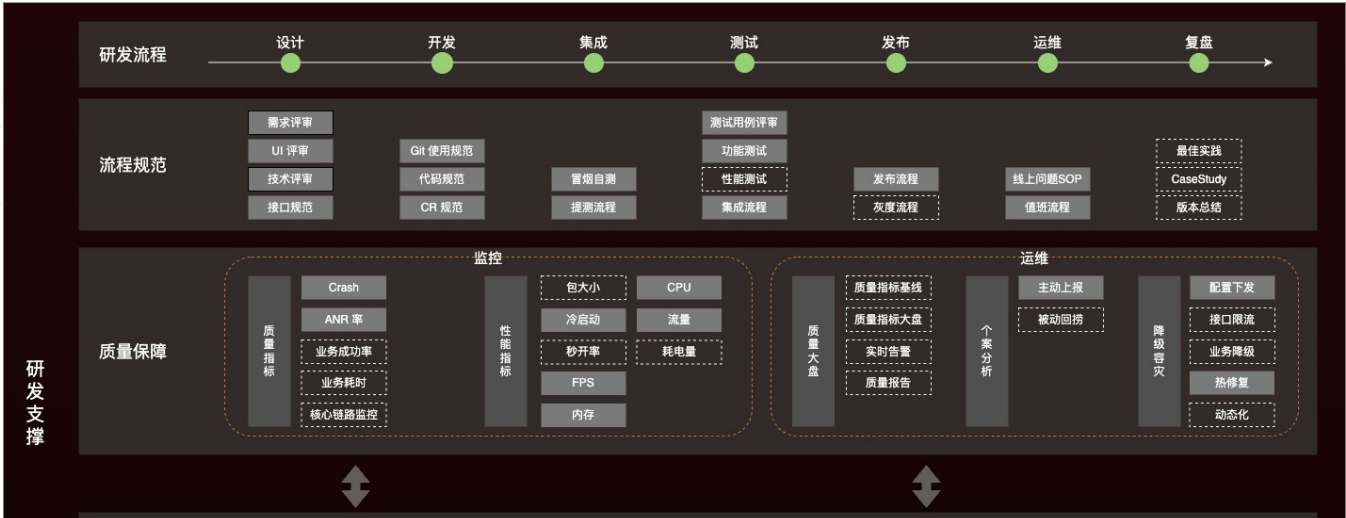 研发支撑
研发流程
设计
开发
集成
测试
发布
运维
复盘
流程规范
需求评审
UI 评审
技术评审
接口规范
Git 使用规范
代码规范
CR 规范
冒烟自测
提测流程
测试用例评审
功能测试
性能测试
集成流程
发布流程
灰度流程
线上问题SOP
值班流程
最佳实践
CaseStudy
版本总结
质量保障
监控
质量指标
Crash
ANR 率
业务成功率
业务耗时
核心链路监控
性能指标
包大小
冷启动
秒开率
FPS
内存
CPU
流量
耗电量
运维
质量大盘
质量指标基线
质量指标大盘
实时告警
质量报告
个案分析
主动上报
被动回捞
降级容灾
配置下发
接口限流
业务降级
热修复
动态化